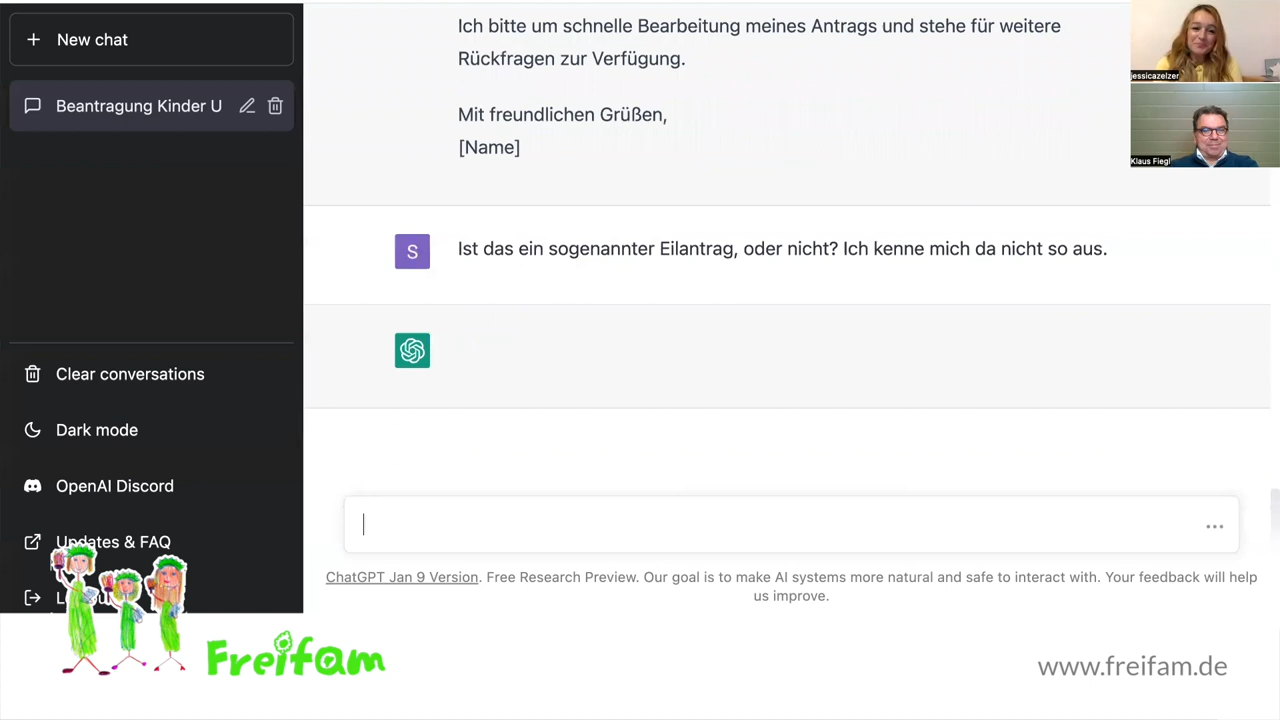 New chat
Beantragung Kinder U
Clear conversations
Dark mode
OpenAI Discord
Updates & FAQ
Ich bitte um schnelle Bearbeitung meines Antrags und stehe für weitere
Rückfragen zur Verfügung.
Mit freundlichen Grüßen,
[Name]
S
Ist das ein sogenannter Eilantrag, oder nicht? Ich kenne mich da nicht so aus.
ChatGPT Jan 9 Version. Free Research Preview. Our goal is to make AI systems more natural and safe to interact with. Your feedback will help
us improve.
jessicazelzer
Klaus Fiegl
Freifam
www.freifam.de